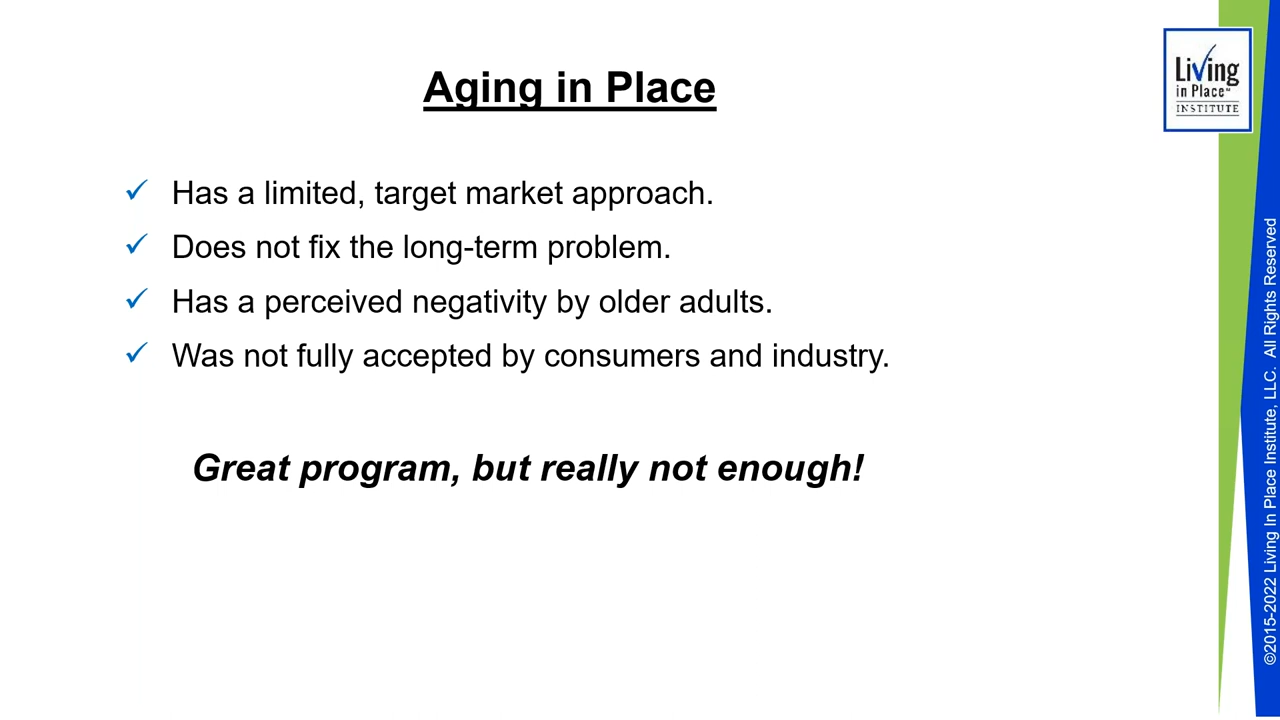 Aging in Place
Has a limited, target market approach.
Does not fix the long-term problem.
Has a perceived negativity by older adults.
Was not fully accepted by consumers and industry.
Great program, but really not enough!
Living
in Place℠
INSTITUTE
©2015-2022 Living In Place Institute, LLC. All Rights Reserved